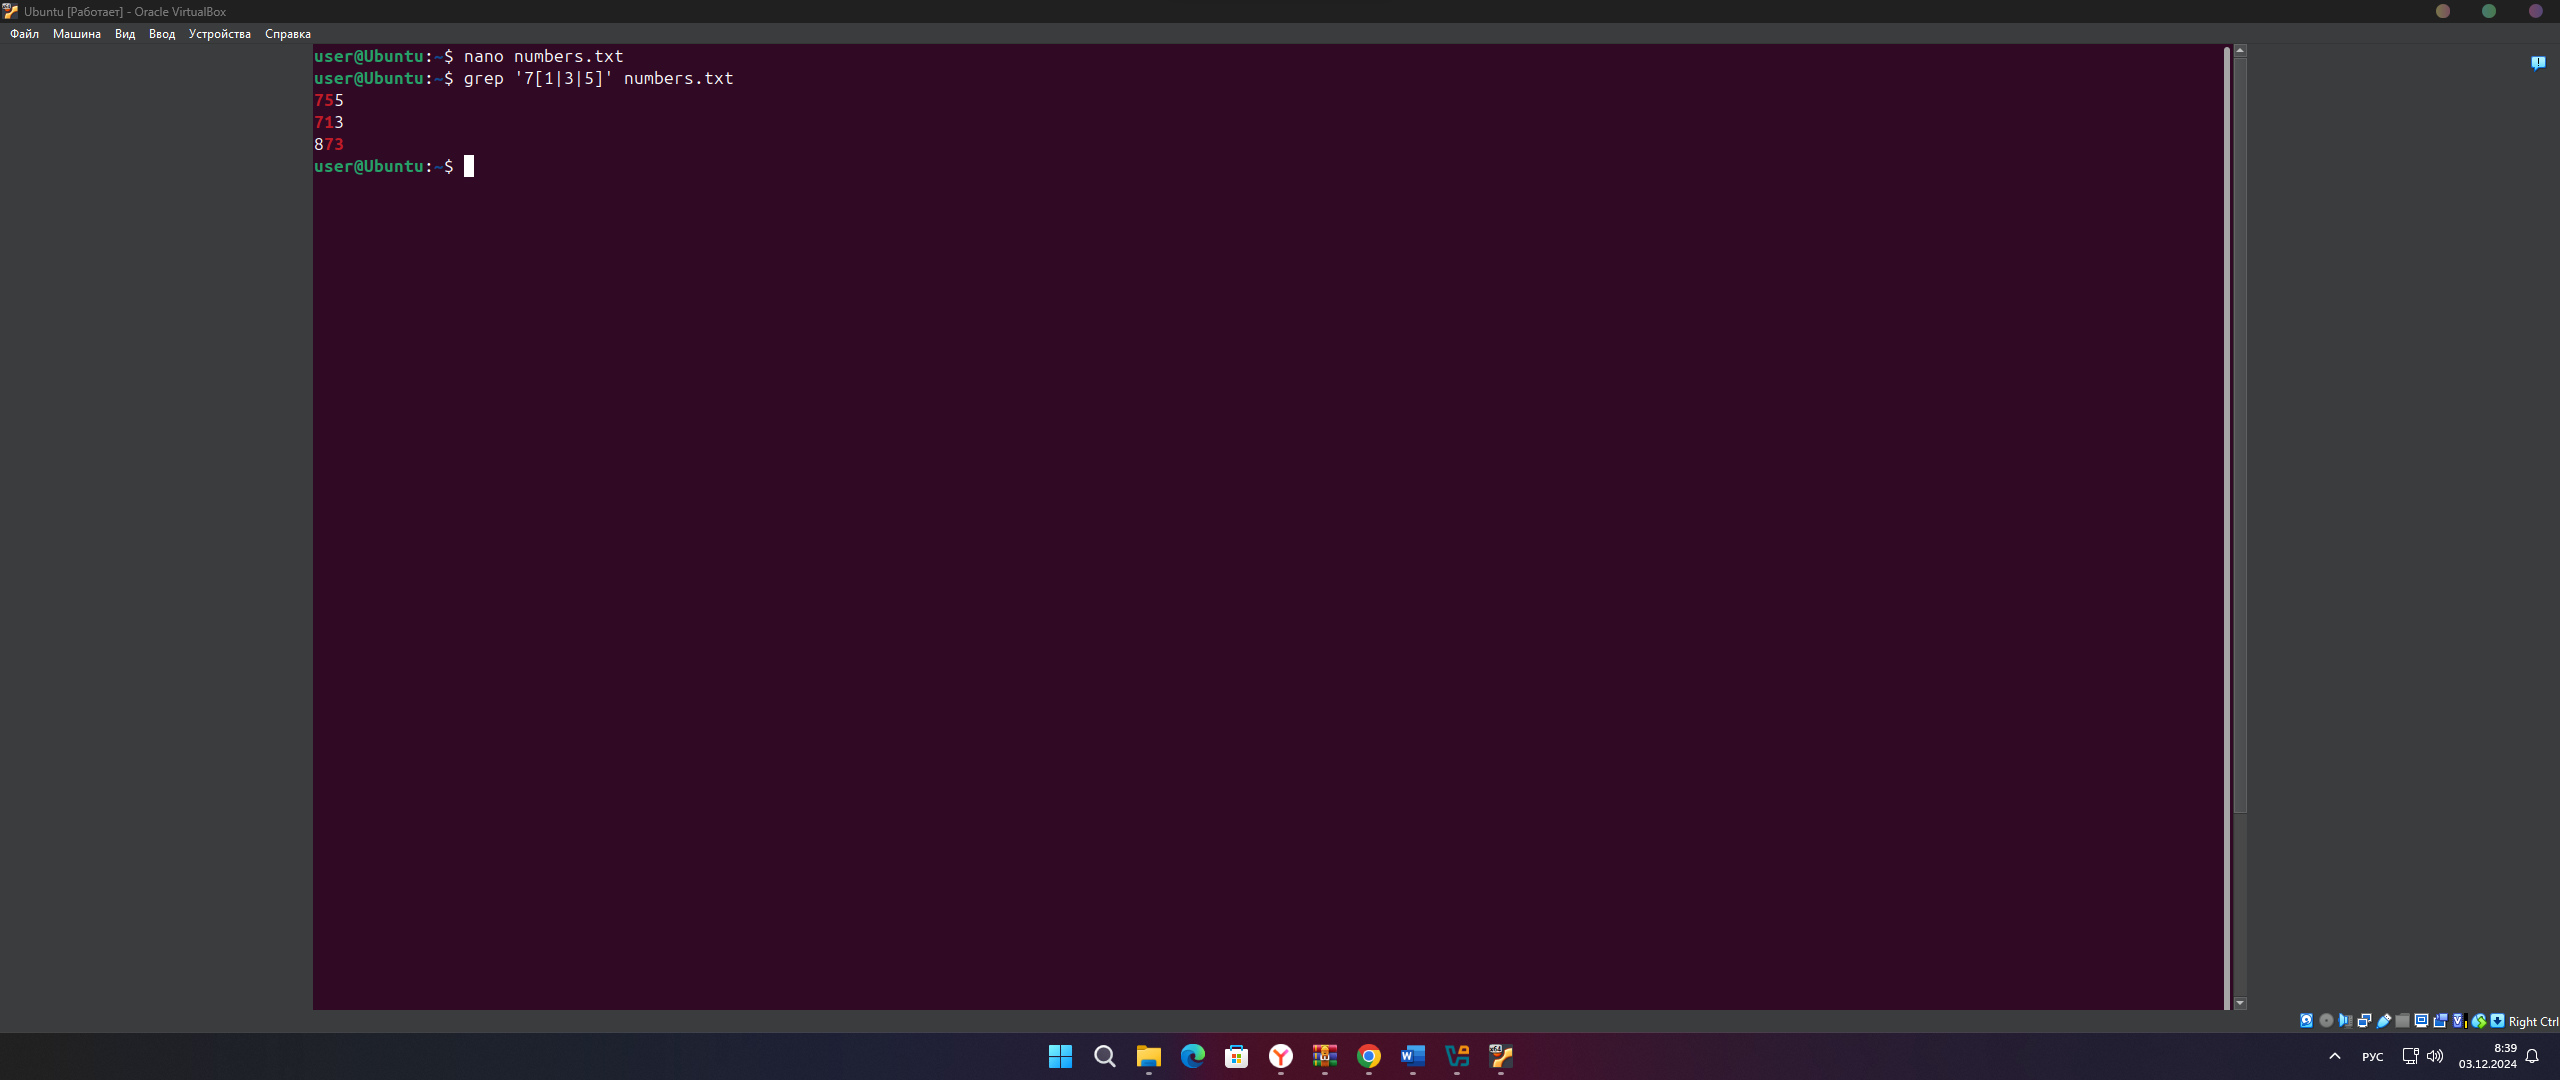 Ubuntu [Работает] - Oracle VirtualBox
Файл Машина Вид Ввод Устройства Справка
user@Ubuntu:~$ nano numbers.txt
user@Ubuntu:~$ grep '7[1|3|5]' numbers.txt
755
713
873
user@Ubuntu:~$
Right Ctrl
РУС
8:39
03.12.2024